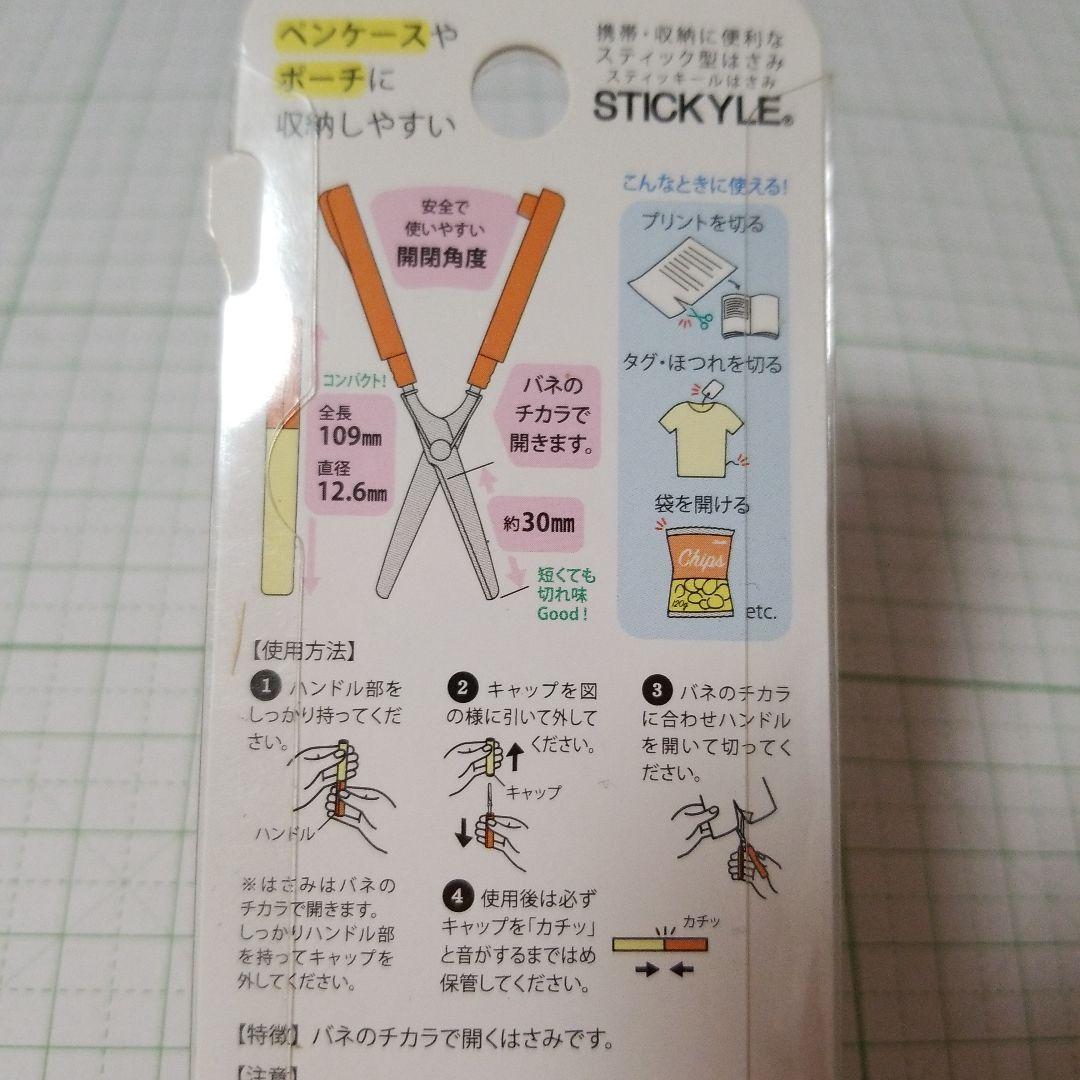 ペンケースや
ポーチに
収納しやすい
携帯・収納に便利な
スティック型はさみ
スティッキールはさみ
STICKYLE®
安全で
使いやすい
開閉角度
コンパクト!
全長
109mm
直径
12.6mm
バネの
チカラで
開きます。
約30mm
短くても
切れ味
Good!
こんなときに使える!
プリントを切る
タグ・ほつれを切る
袋を開ける
Chips
120g
etc.
【使用方法】
1 ハンドル部を
しっかり持ってくだ
さい。
ハンドル
2 キャップを図
の様に引いて外して
ください。
キャップ
3 バネのチカラ
に合わせハンドル
を開いて切ってく
ださい。
※はさみはバネの
チカラで開きます。
しっかりハンドル部
を持ってキャップを
外してください。
4 使用後は必ず
キャップを「カチッ」
と音がするまではめ
保管してください。
カチッ
【特徴】バネのチカラで開くはさみです。
【注意】